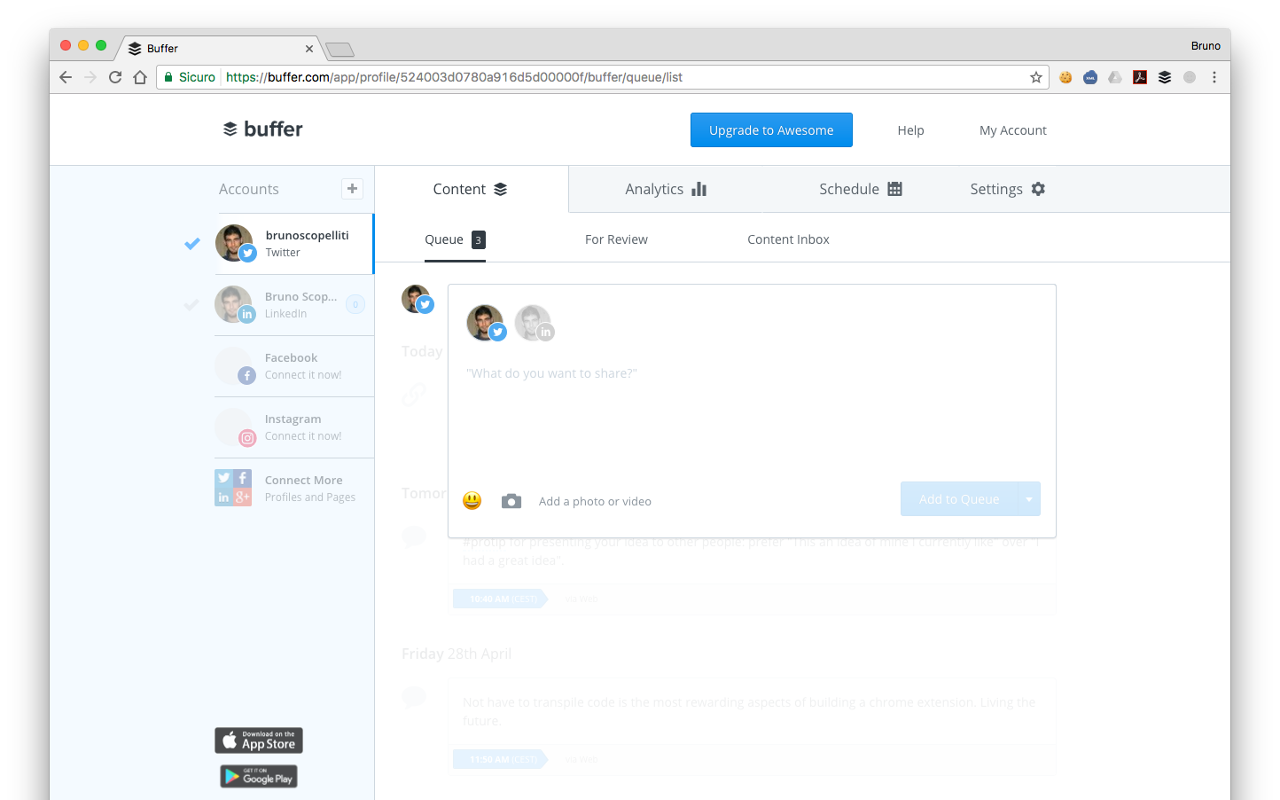 Buffer
Bruno
Sicuro https://buffer.com/app/profile/524003d0780a916d5d00000f/buffer/queue/list
buffer
Upgrade to Awesome
Help
My Account
Accounts +
Content
Analytics
Schedule
Settings
brunoscopelliti
Twitter
Queue 3
For Review
Content Inbox
Bruno Scop... 0
LinkedIn
Facebook
Connect it now!
Instagram
Connect it now!
Connect More
Profiles and Pages
Today
"What do you want to share?"
Tomor
Add a photo or video
Add to Queue
#protip for presenting your idea to other people: prefer "This an idea of mine I currently like" over "I
had a great idea".
10:40 AM (CEST)
via web
Friday 28th April
Not have to transpile code is the most rewarding aspects of building a chrome extension. Living the
future.
11:50 AM (CEST)
via web
Download on the
App Store
GET IT ON
Google Play